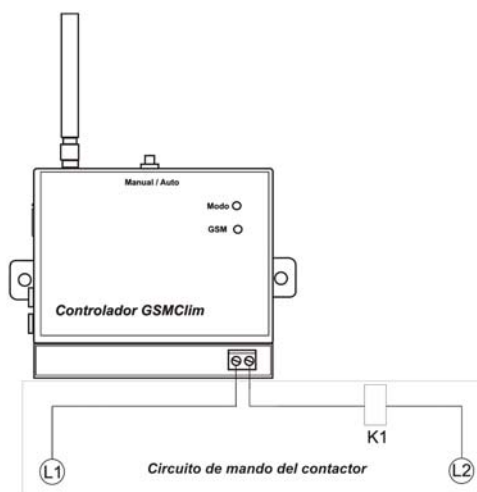 Manual / Auto
Modo
GSM
Controlador GSMClim
K1
L1
Circuito de mando del contactor
L2